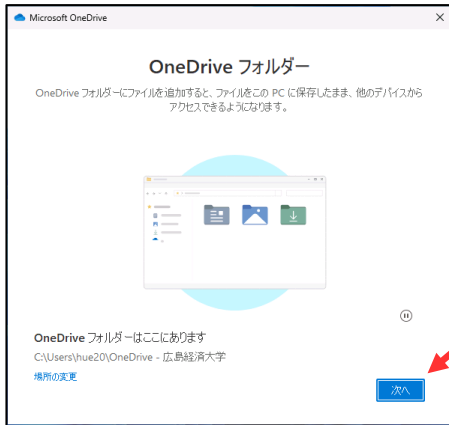 Microsoft OneDrive
OneDrive フォルダー
OneDrive フォルダーにファイルを追加すると、ファイルをこの PC に保存したまま、他のデバイスから
アクセスできるようになります。
OneDrive フォルダーはここにあります
C:\Users\hue20\OneDrive - 広島経済大学
場所の変更
次へ